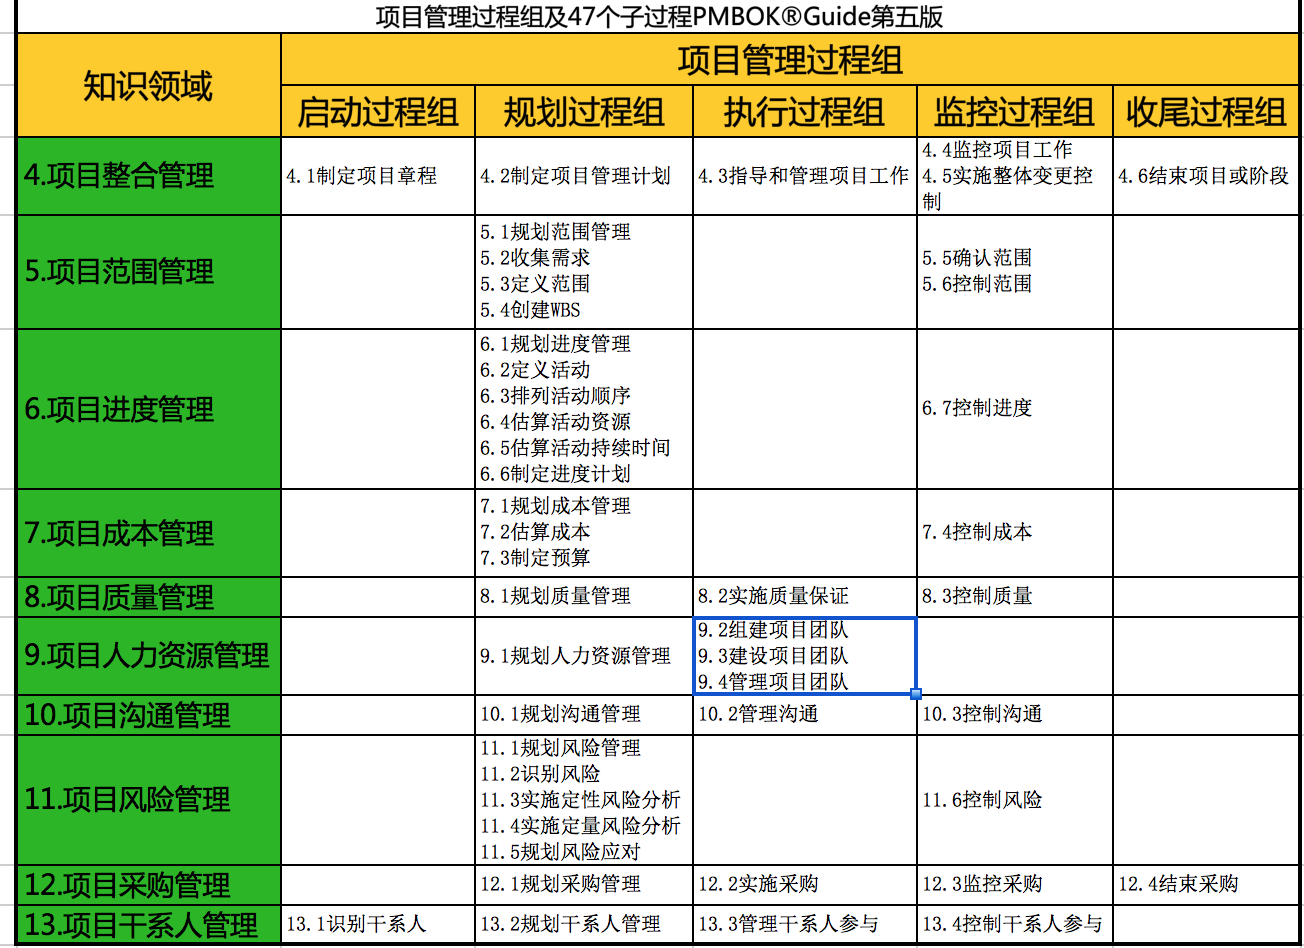 项目管理过程组及47个子过程PMBOK®Guide第五版
知识领域
项目管理过程组
启动过程组
规划过程组
执行过程组
监控过程组
收尾过程组
4.项目整合管理
4.1制定项目章程
4.2制定项目管理计划
4.3指导和管理项目工作
4.4监控项目工作
4.5实施整体变更控
制
4.6结束项目或阶段
5.项目范围管理
5.1规划范围管理
5.2收集需求
5.3定义范围
5.4创建WBS
5.5确认范围
5.6控制范围
6.项目进度管理
6.1规划进度管理
6.2定义活动
6.3排列活动顺序
6.4估算活动资源
6.5估算活动持续时间
6.6制定进度计划
6.7控制进度
7.项目成本管理
7.1规划成本管理
7.2估算成本
7.3制定预算
7.4控制成本
8.项目质量管理
8.1规划质量管理
8.2实施质量保证
8.3控制质量
9.项目人力资源管理
9.1规划人力资源管理
9.2组建项目团队
9.3建设项目团队
9.4管理项目团队
10.项目沟通管理
10.1规划沟通管理
10.2管理沟通
10.3控制沟通
11.项目风险管理
11.1规划风险管理
11.2识别风险
11.3实施定性风险分析
11.4实施定量风险分析
11.5规划风险应对
11.6控制风险
12.项目采购管理
12.1规划采购管理
12.2实施采购
12.3监控采购
12.4结束采购
13.项目干系人管理
13.1识别干系人
13.2规划干系人管理
13.3管理干系人参与
13.4控制干系人参与